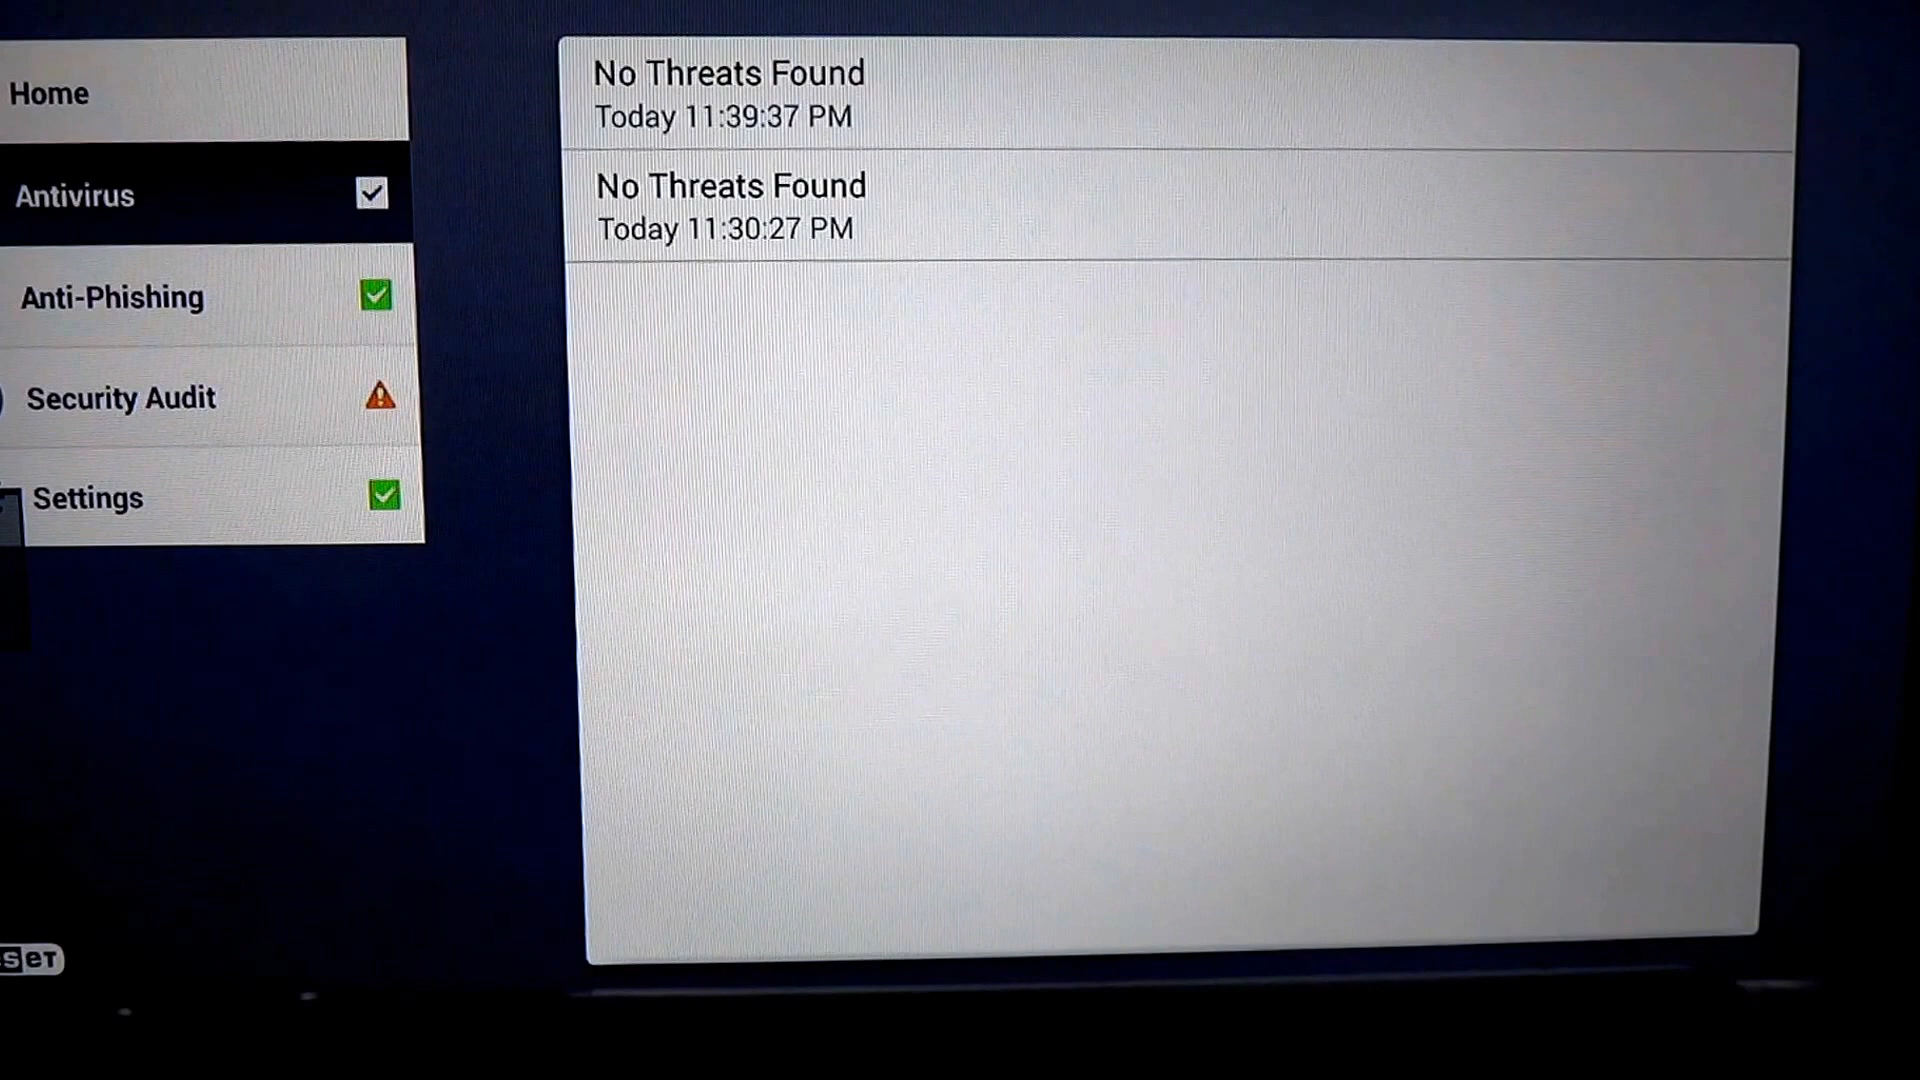 Home
Antivirus
Anti-Phishing
Security Audit
Settings
No Threats Found
Today 11:39:37 PM
No Threats Found
Today 11:30:27 PM
SET